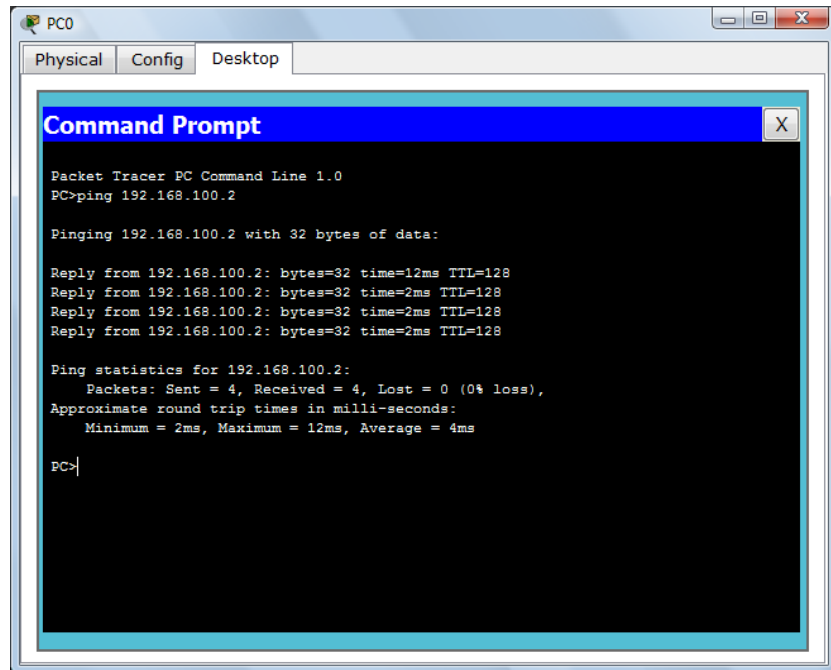 PC0
Physical Config Desktop
Command Prompt X
Packet Tracer PC Command Line 1.0
PC>ping 192.168.100.2
Pinging 192.168.100.2 with 32 bytes of data:
Reply from 192.168.100.2: bytes=32 time=12ms TTL=128
Reply from 192.168.100.2: bytes=32 time=2ms TTL=128
Reply from 192.168.100.2: bytes=32 time=2ms TTL=128
Reply from 192.168.100.2: bytes=32 time=2ms TTL=128
Ping statistics for 192.168.100.2:
Packets: Sent = 4, Received = 4, Lost = 0 (0% loss),
Approximate round trip times in milli-seconds:
Minimum = 2ms, Maximum = 12ms, Average = 4ms
PC>